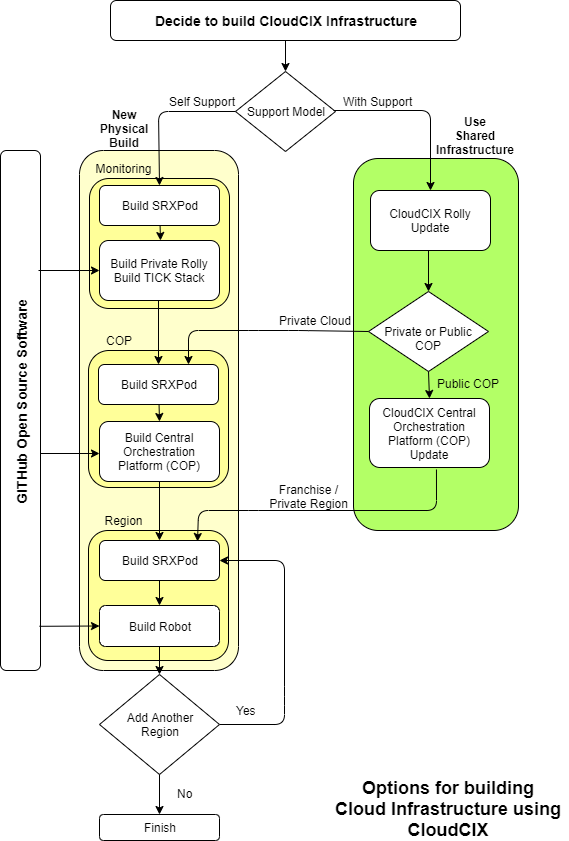 Decide to build CloudCIX Infrastructure
Support Model
Self Support
With Support
New
Physical
Build
Use
Shared
Infrastructure
Monitoring
Build SRXPod
Build Private Rolly
Build TICK Stack
CloudCIX Rolly
Update
GITHub Open Source Software
Private Cloud
Private or Public
COP
COP
Build SRXPod
Public COP
Build Central
Orchestration
Platform (COP)
CloudCIX Central
Orchestration
Platform (COP)
Update
Franchise /
Private Region
Region
Build SRXPod
Build Robot
Add Another
Region
Yes
No
Finish
Options for building
Cloud Infrastructure using
CloudCIX